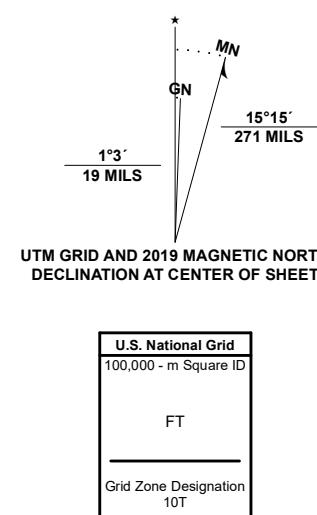 ★
MN
GN
15°15´
271 MILS
1°3´
19 MILS
UTM GRID AND 2019 MAGNETIC NORT
DECLINATION AT CENTER OF SHEET
U.S. National Grid
100,000 - m Square ID
FT
Grid Zone Designation
10T